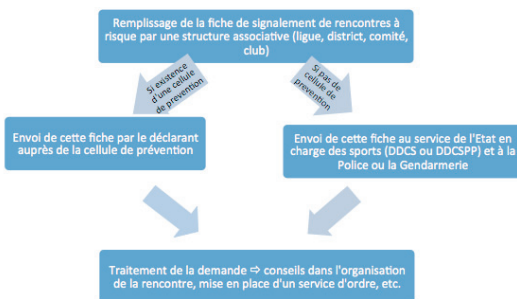 Remplissage de la fiche de signalement de rencontres à
risque par une structure associative (ligue, district, comité,
club)
Si existence
d'une cellule
de prevention
Si pas de
cellule de
prevention
Envoi de cette fiche par le déclarant
auprès de la cellule de prévention
Envoi de cette fiche au service de l'Etat en
charge des sports (DDCS ou DDCSPP) et à la
Police ou la Gendarmerie
Traitement de la demande ⇨ conseils dans l'organisation
de la rencontre, mise en place d'un service d'ordre, etc.